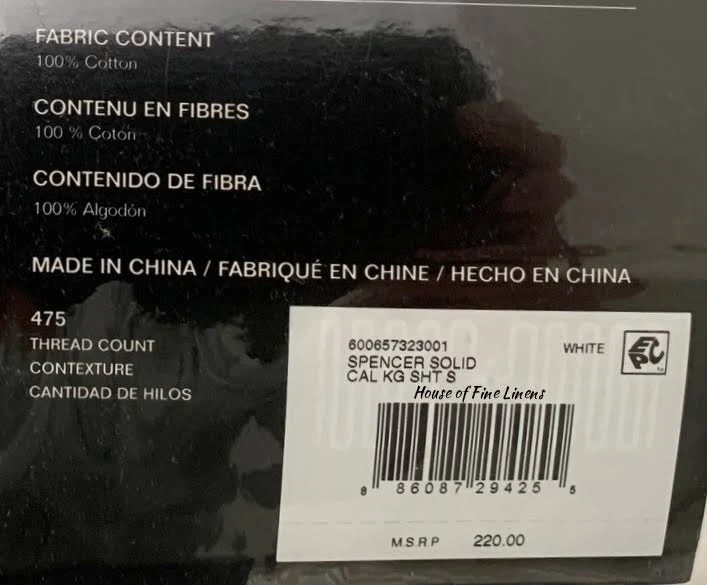 FABRIC CONTENT
100% Cotton
CONTENU EN FIBRES
100 % Coton
CONTENIDO DE FIBRA
100% Algodón
MADE IN CHINA / FABRIQUÉ EN CHINE / HECHO EN CHINA
475
THREAD COUNT
CONTEXTURE
CANTIDAD DE HILOS
600657323001 WHITE
SPENCER SOLID
CAL KG SHT S
House of Fine Linens
8 86087 29425 5
M.S.R.P 220.00